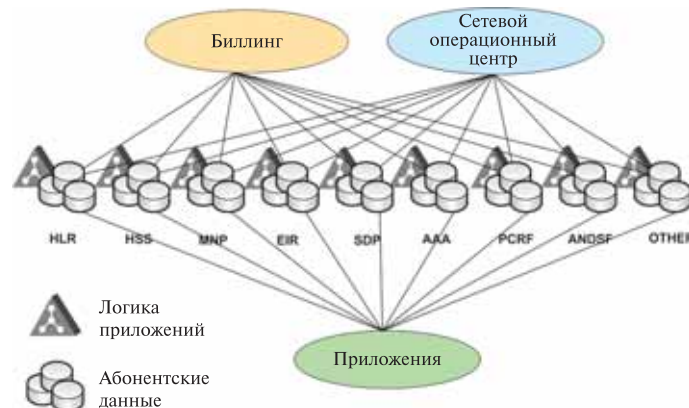 Биллинг
Сетевой
операционный
центр
HLR HSS MNP EIR SDP AAA PCRF ANDSF OTHER
Логика
приложений
Приложения
Абонентские
данные